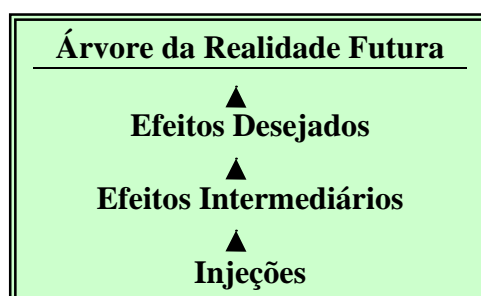 Árvore da Realidade Futura
Efeitos Desejados
Efeitos Intermediários
Injeções